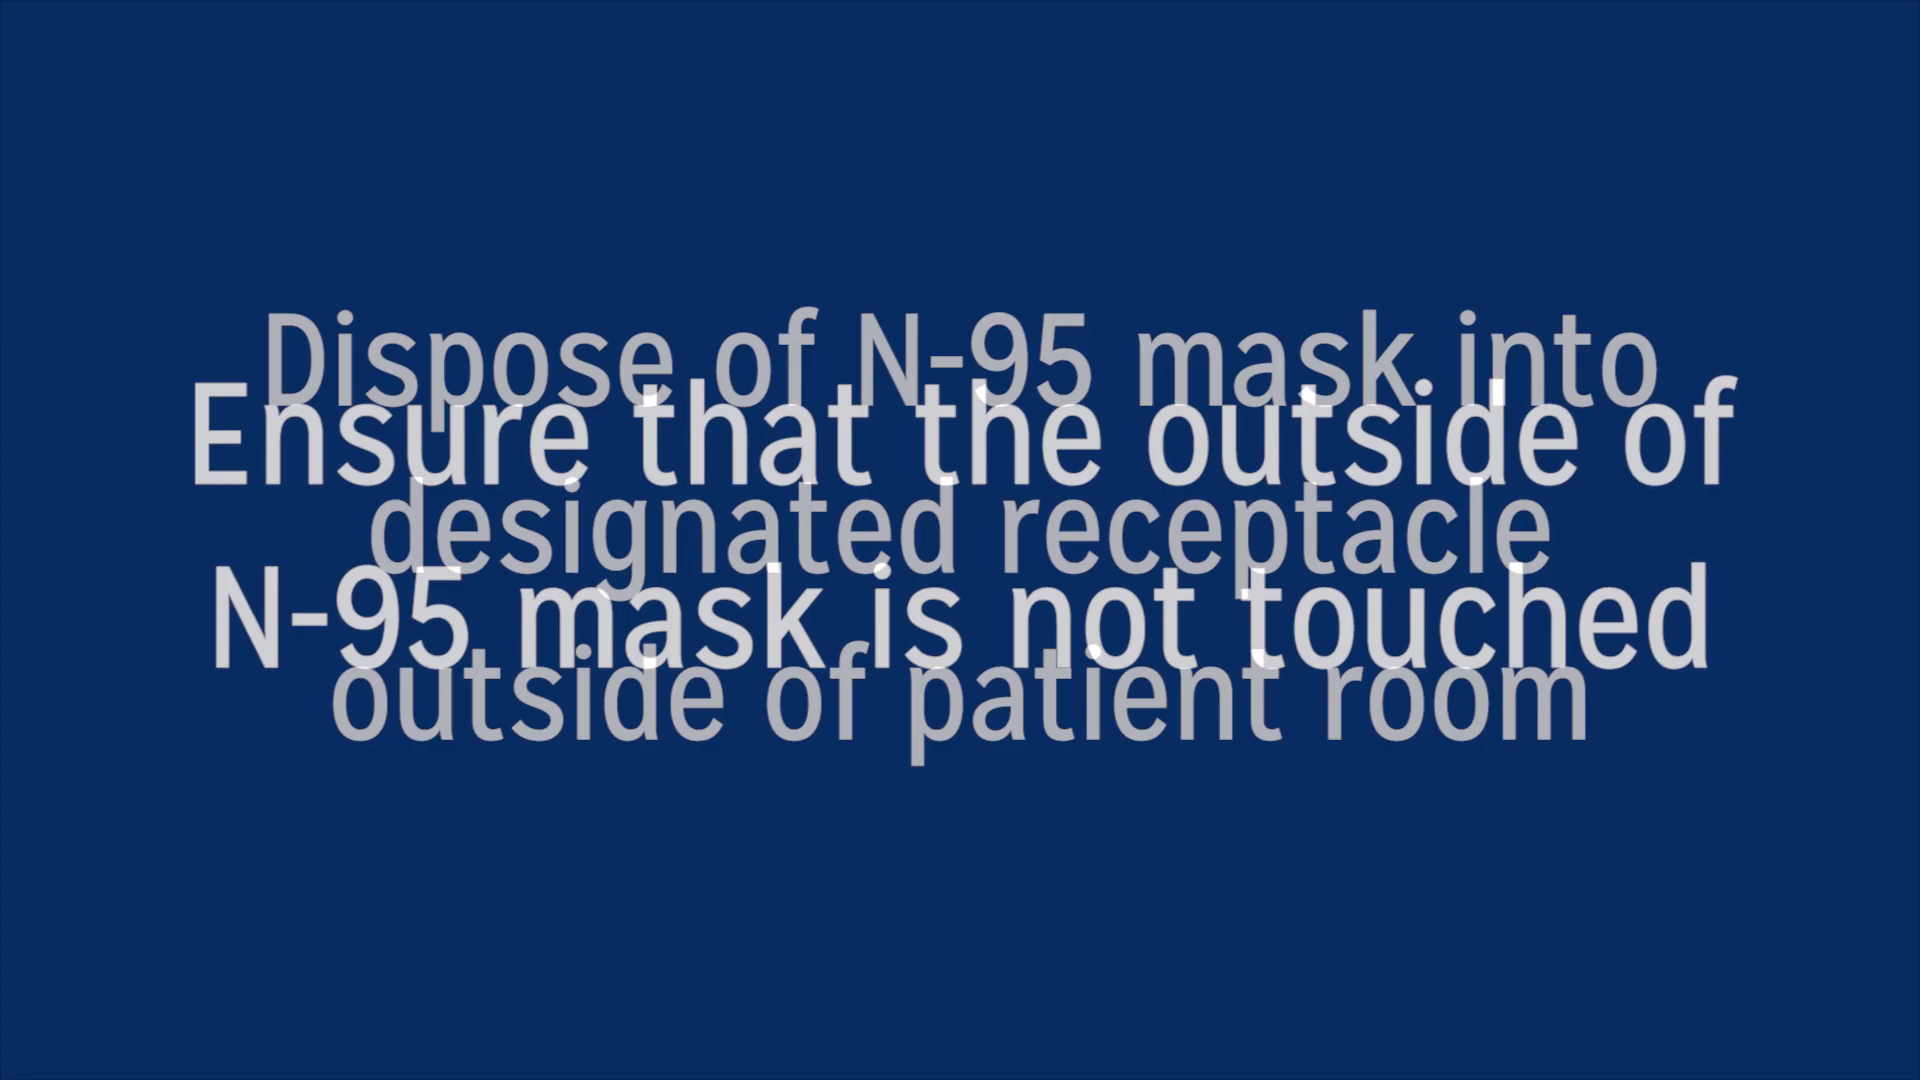 Dispose of N-95 mask into
Ensure that the outside of
designated receptacle
N-95 mask is not touched
outside of patient room